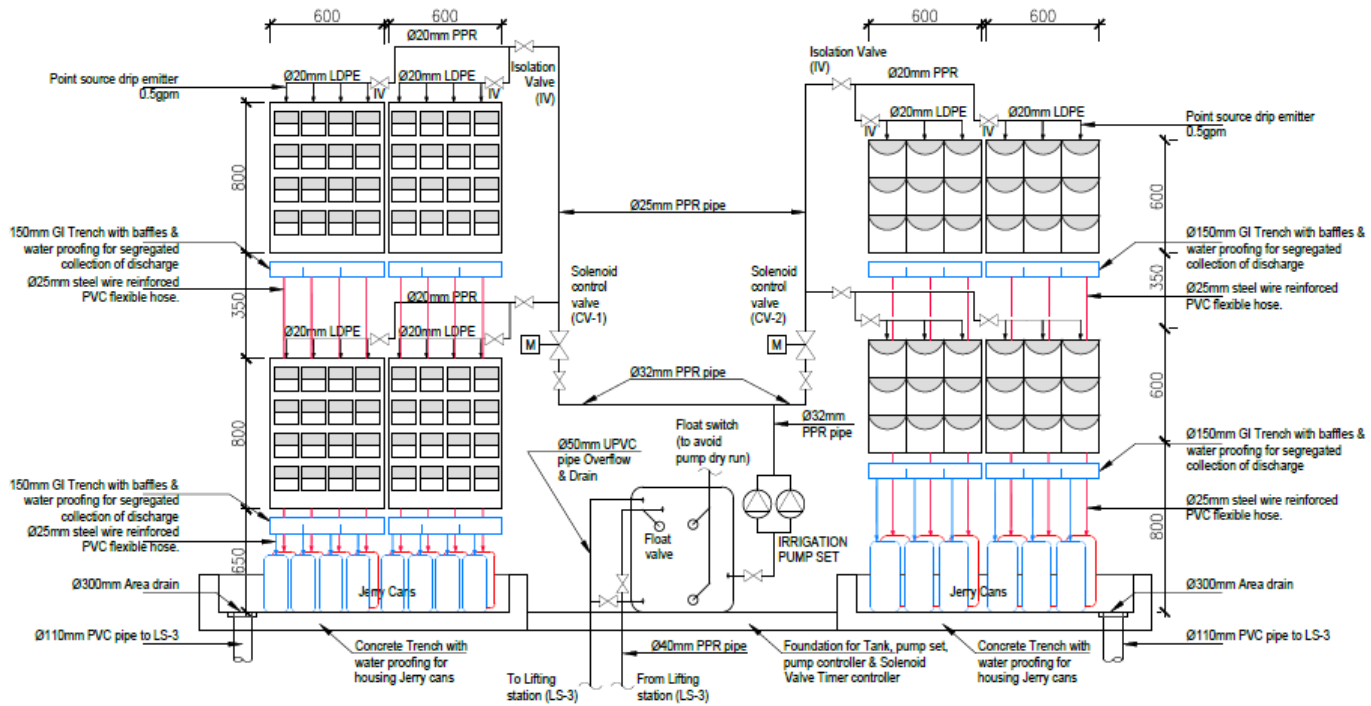 600
600
600
600
Ø20mm PPR
Isolation
Valve
(IV)
Isolation Valve
(IV)
Ø20mm PPR
Point source drip emitter
0.5gpm
Ø20mm LDPE
IV
Ø20mm LDPE
IV
IV
Ø20mm LDPE
IV
Ø20mm LDPE
Point source drip emitter
0.5gpm
800
600
Ø25mm PPR pipe
150mm GI Trench with baffles &
water proofing for segregated
collection of discharge
Ø25mm steel wire reinforced
PVC flexible hose.
Ø150mm GI Trench with baffles &
water proofing for segregated
collection of discharge
Ø25mm steel wire reinforced
PVC flexible hose.
350
350
Solenoid
control
valve
(CV-1)
Solenoid
control
valve
(CV-2)
Ø20mm PPR
Ø20mm LDPE
Ø20mm LDPE
M
M
Ø32mm PPR pipe
800
600
Ø32mm
PPR pipe
Float switch
(to avoid
pump dry run)
Ø50mm UPVC
pipe Overflow
& Drain
Ø150mm GI Trench with baffles &
water proofing for segregated
collection of discharge
150mm GI Trench with baffles &
water proofing for segregated
collection of discharge
Ø25mm steel wire reinforced
PVC flexible hose.
Ø25mm steel wire reinforced
PVC flexible hose.
Float
valve
IRRIGATION
PUMP SET
650
800
Ø300mm Area drain
Jerry Cans
Jerry Cans
Ø300mm Area drain
Ø110mm PVC pipe to LS-3
Ø110mm PVC pipe to LS-3
Concrete Trench with
water proofing for
housing Jerry cans
Ø40mm PPR pipe
Foundation for Tank, pump set,
pump controller & Solenoid
Valve Timer controller
Concrete Trench with
water proofing for
housing Jerry cans
To Lifting
station (LS-3)
From Lifting
station (LS-3)